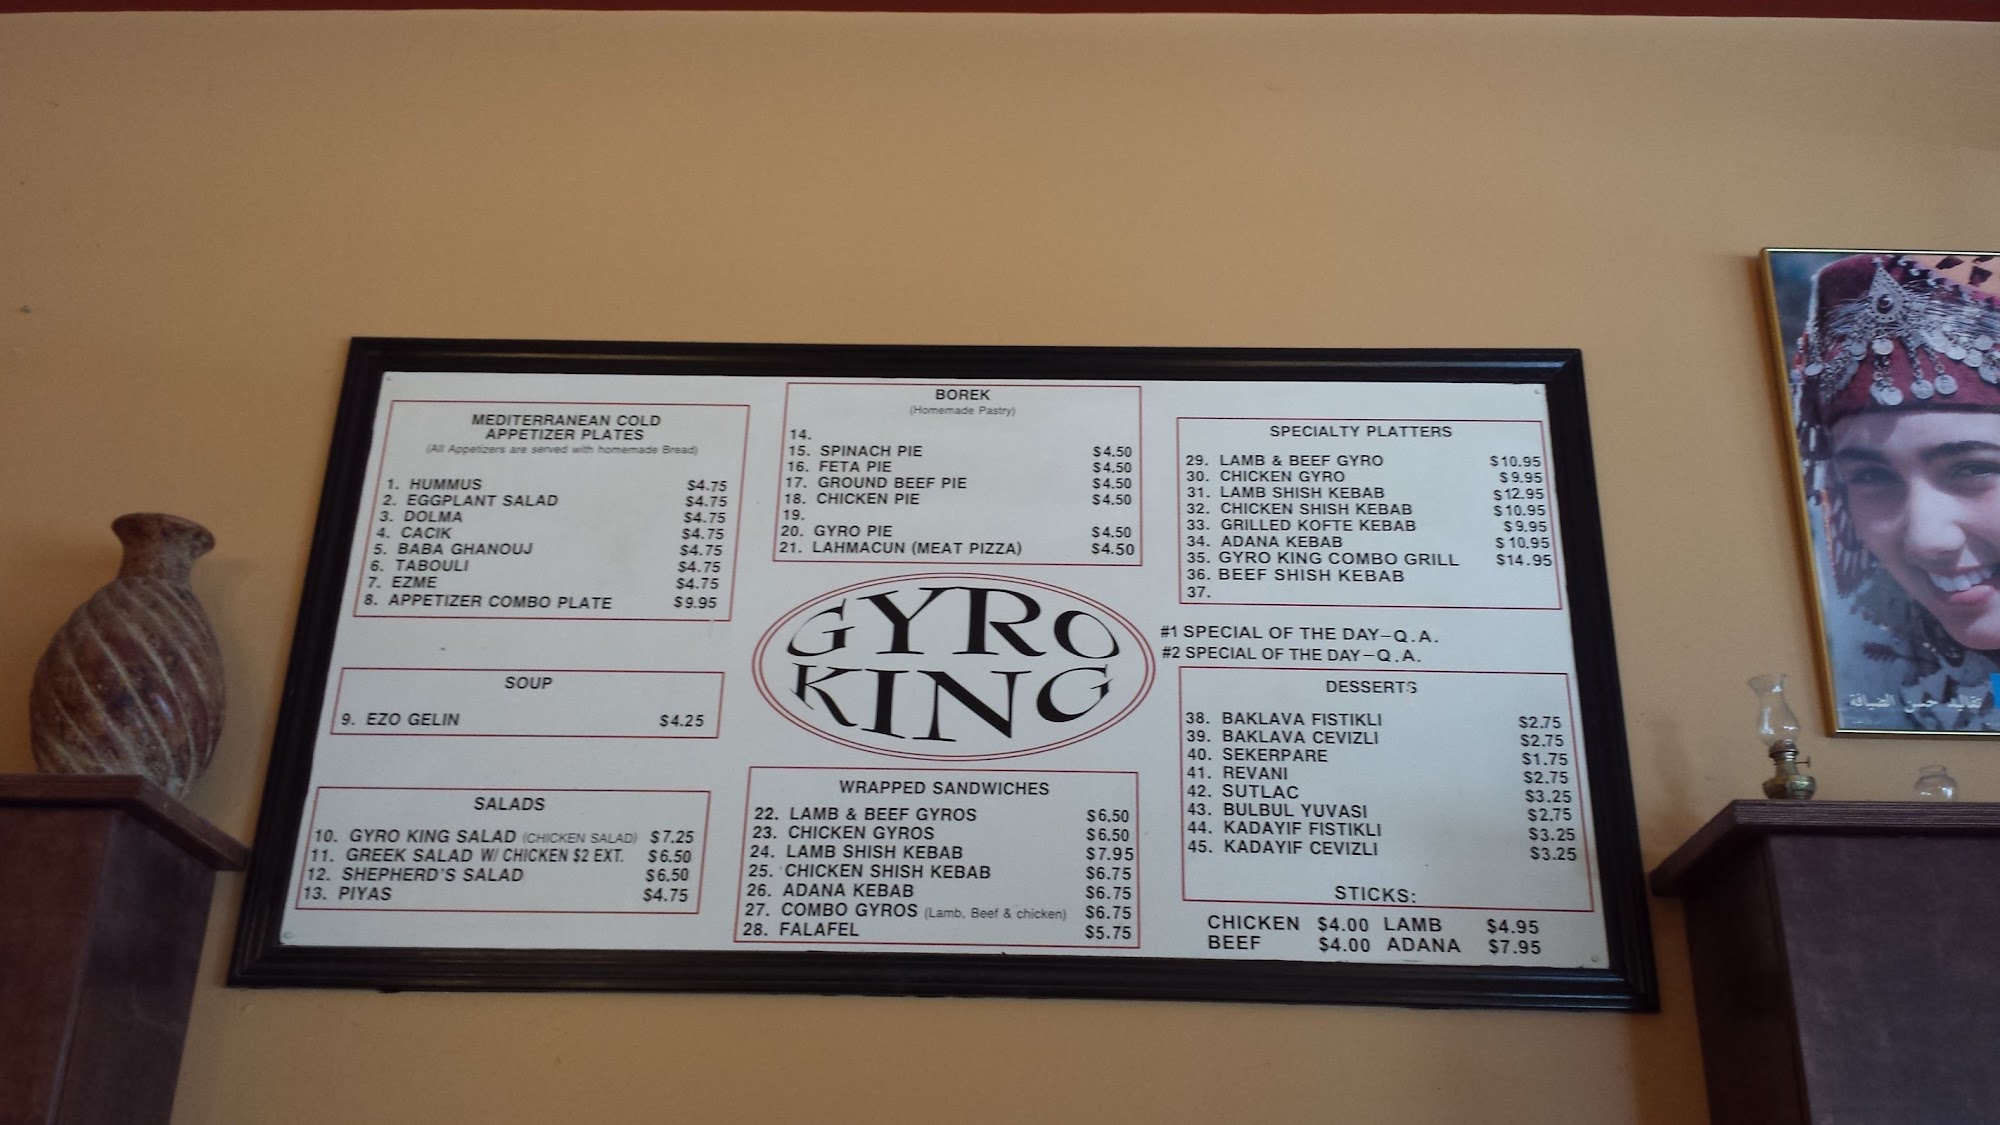 MEDITERRANEAN COLD
APPETIZER PLATES
(All Appetizers are served with homemade Bread)
1. HUMMUS $4.75
2. EGGPLANT SALAD $4.75
3. DOLMA $4.75
4. CACIK $4.75
5. BABA GHANOUJ $4.75
6. TABOULI $4.75
7. EZME $4.75
8. APPETIZER COMBO PLATE $9.95
SOUP
9. EZO GELIN $4.25
SALADS
10. GYRO KING SALAD (CHICKEN SALAD) $7.25
11. GREEK SALAD W/ CHICKEN $2 EXT. $6.50
12. SHEPHERD'S SALAD $6.50
13. PIYAS $4.75
BOREK
(Homemade Pastry)
14.
15. SPINACH PIE $4.50
16. FETA PIE $4.50
17. GROUND BEEF PIE $4.50
18. CHICKEN PIE $4.50
19.
20. GYRO PIE $4.50
21. LAHMACUN (MEAT PIZZA) $4.50
GYRO
KING
WRAPPED SANDWICHES
22. LAMB & BEEF GYROS $6.50
23. CHICKEN GYROS $6.50
24. LAMB SHISH KEBAB $7.95
25. CHICKEN SHISH KEBAB $6.75
26. ADANA KEBAB $6.75
27. COMBO GYROS (Lamb, Beef & chicken) $6.75
28. FALAFEL $5.75
SPECIALTY PLATTERS
29. LAMB & BEEF GYRO $10.95
30. CHICKEN GYRO $9.95
31. LAMB SHISH KEBAB $12.95
32. CHICKEN SHISH KEBAB $10.95
33. GRILLED KOFTE KEBAB $9.95
34. ADANA KEBAB $10.95
35. GYRO KING COMBO GRILL $14.95
36. BEEF SHISH KEBAB
37.
#1 SPECIAL OF THE DAY–Q.A.
#2 SPECIAL OF THE DAY–Q.A.
DESSERTS
38. BAKLAVA FISTIKLI $2.75
39. BAKLAVA CEVIZLI $2.75
40. SEKERPARE $1.75
41. REVANI $2.75
42. SUTLAC $3.25
43. BULBUL YUVASI $2.75
44. KADAYIF FISTIKLI $3.25
45. KADAYIF CEVIZLI $3.25
STICKS:
CHICKEN $4.00 LAMB $4.95
BEEF $4.00 ADANA $7.95
تقاليد حسن الضيافة